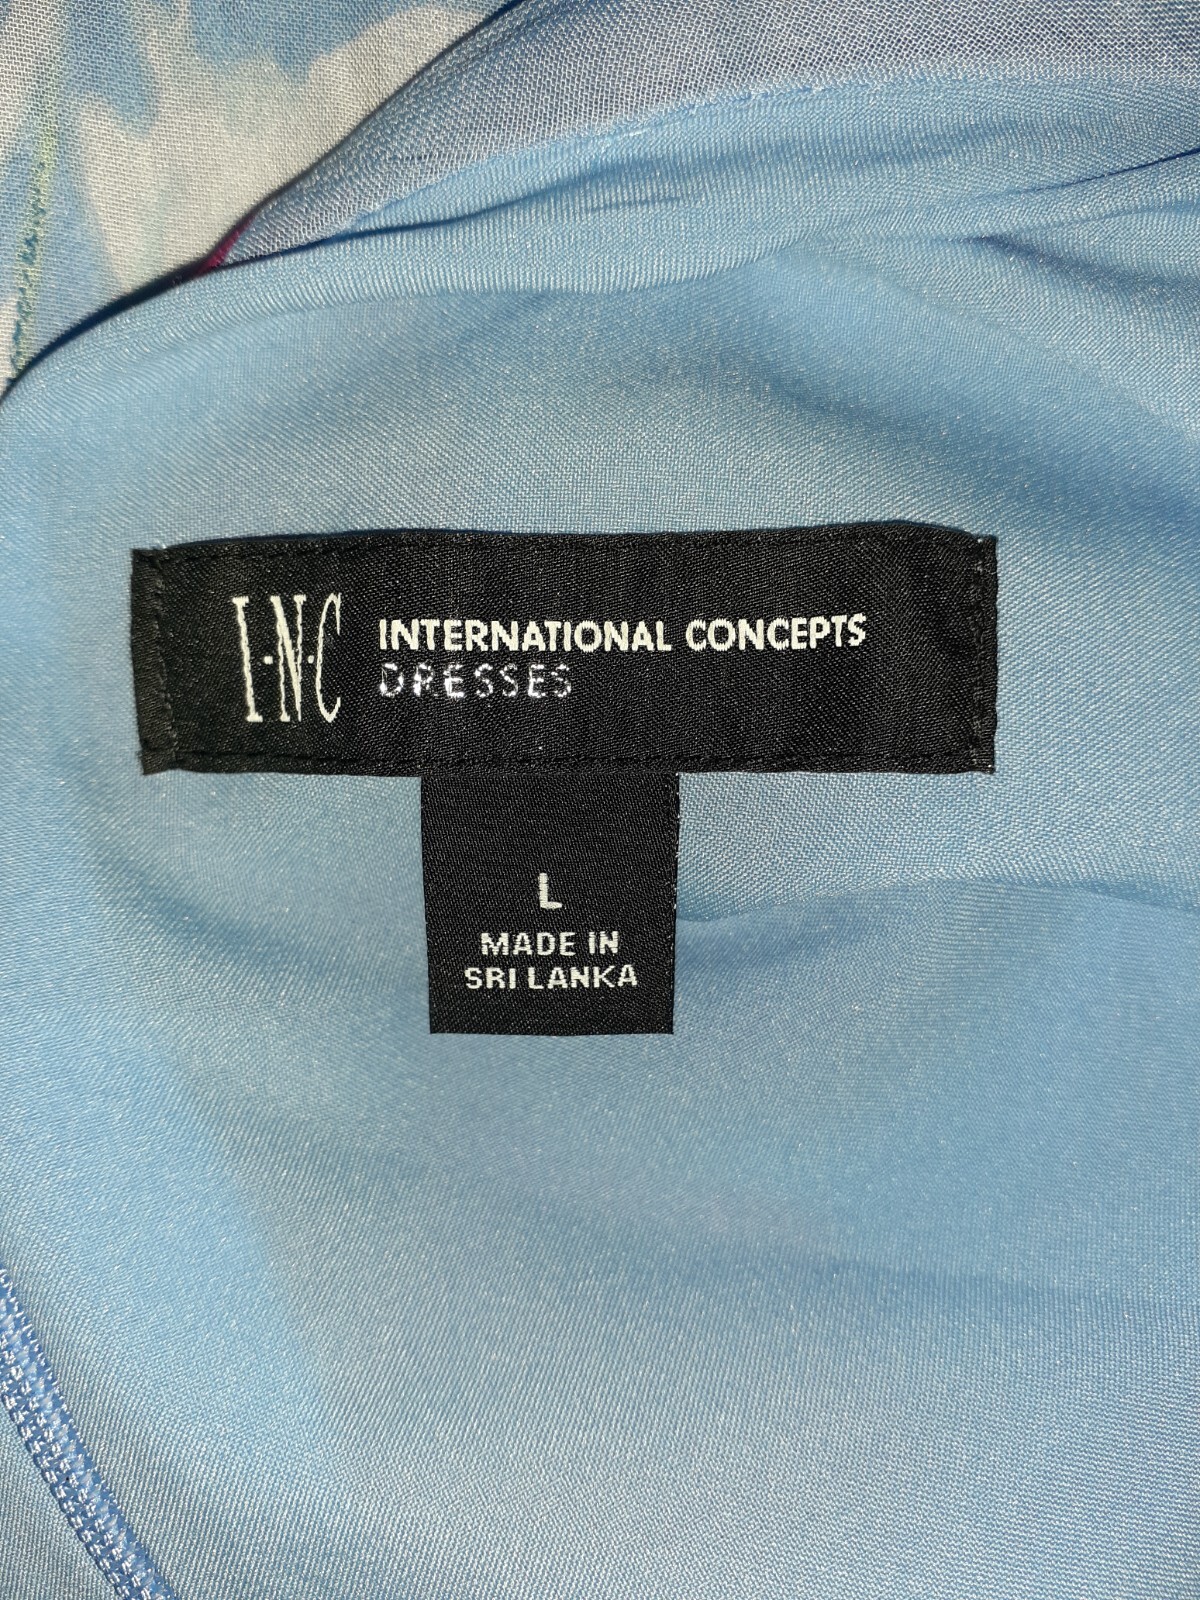 I·N·C INTERNATIONAL CONCEPTS
DRESSES
L
MADE IN
SRI LANKA